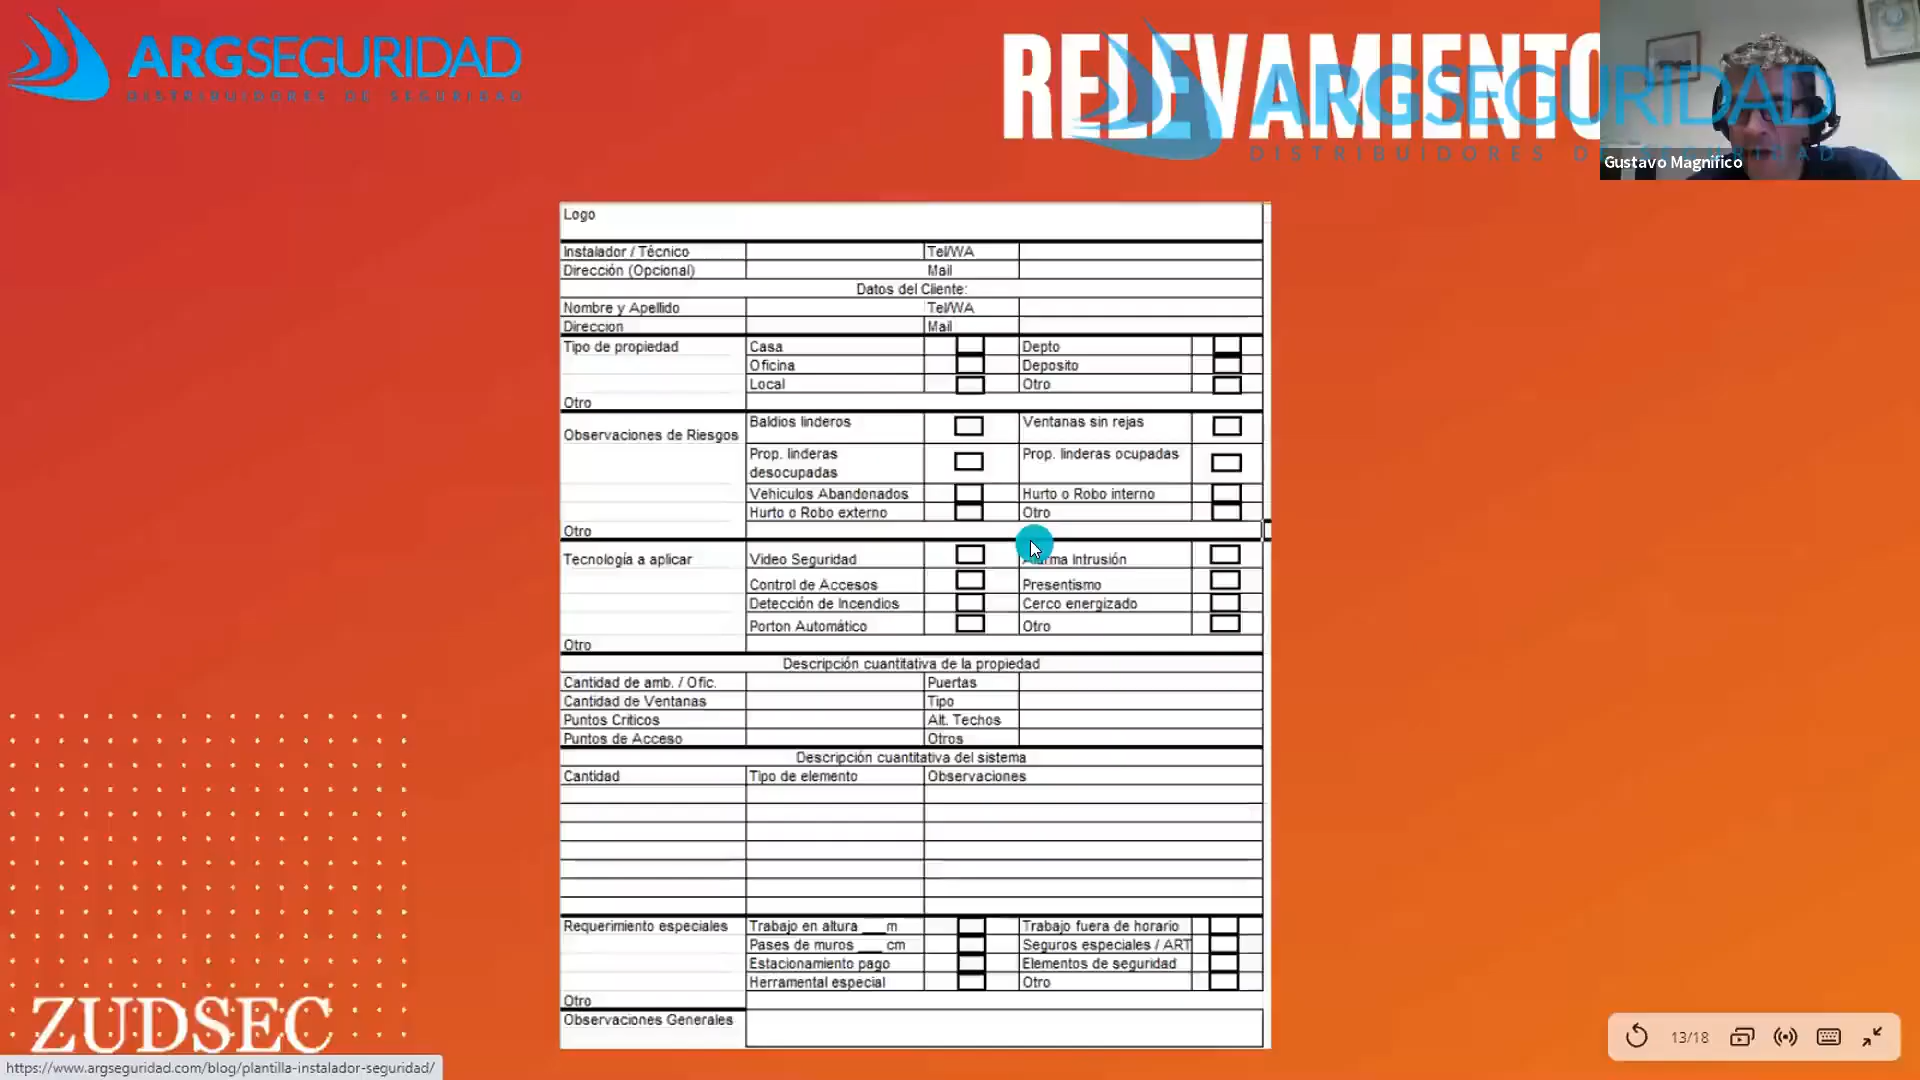 ARGSEGURIDAD
DISTRIBUIDORES DE SEGURIDAD
RELEVAMIENTO
ARGSEGURIDAD
DISTRIBUIDORES DE SEGURIDAD
Gustavo Magnífico
Logo
Instalador / Técnico Tel/WA
Dirección (Opcional) Mail
Datos del Cliente:
Nombre y Apellido Tel/WA
Direccion Mail
Tipo de propiedad Casa Depto
Oficina Deposito
Local Otro
Otro
Observaciones de Riesgos Baldios linderos Ventanas sin rejas
Prop. linderas desocupadas Prop. linderas ocupadas
Vehiculos Abandonados Hurto o Robo interno
Hurto o Robo externo Otro
Otro
Tecnología a aplicar Video Seguridad Alarma Intrusión
Control de Accesos Presentismo
Detección de Incendios Cerco energizado
Porton Automático Otro
Otro
Descripción cuantitativa de la propiedad
Cantidad de amb. / Ofic. Puertas
Cantidad de Ventanas Tipo
Puntos Criticos Alt. Techos
Puntos de Acceso Otros
Descripción cuantitativa del sistema
Cantidad Tipo de elemento Observaciones
Requerimiento especiales Trabajo en altura ___m Trabajo fuera de horario
Pases de muros ___ cm Seguros especiales / ART
Estacionamiento pago Elementos de seguridad
Herramental especial Otro
Otro
Observaciones Generales
ZUDSEC
13/18
https://www.argseguridad.com/blog/plantilla-instalador-seguridad/